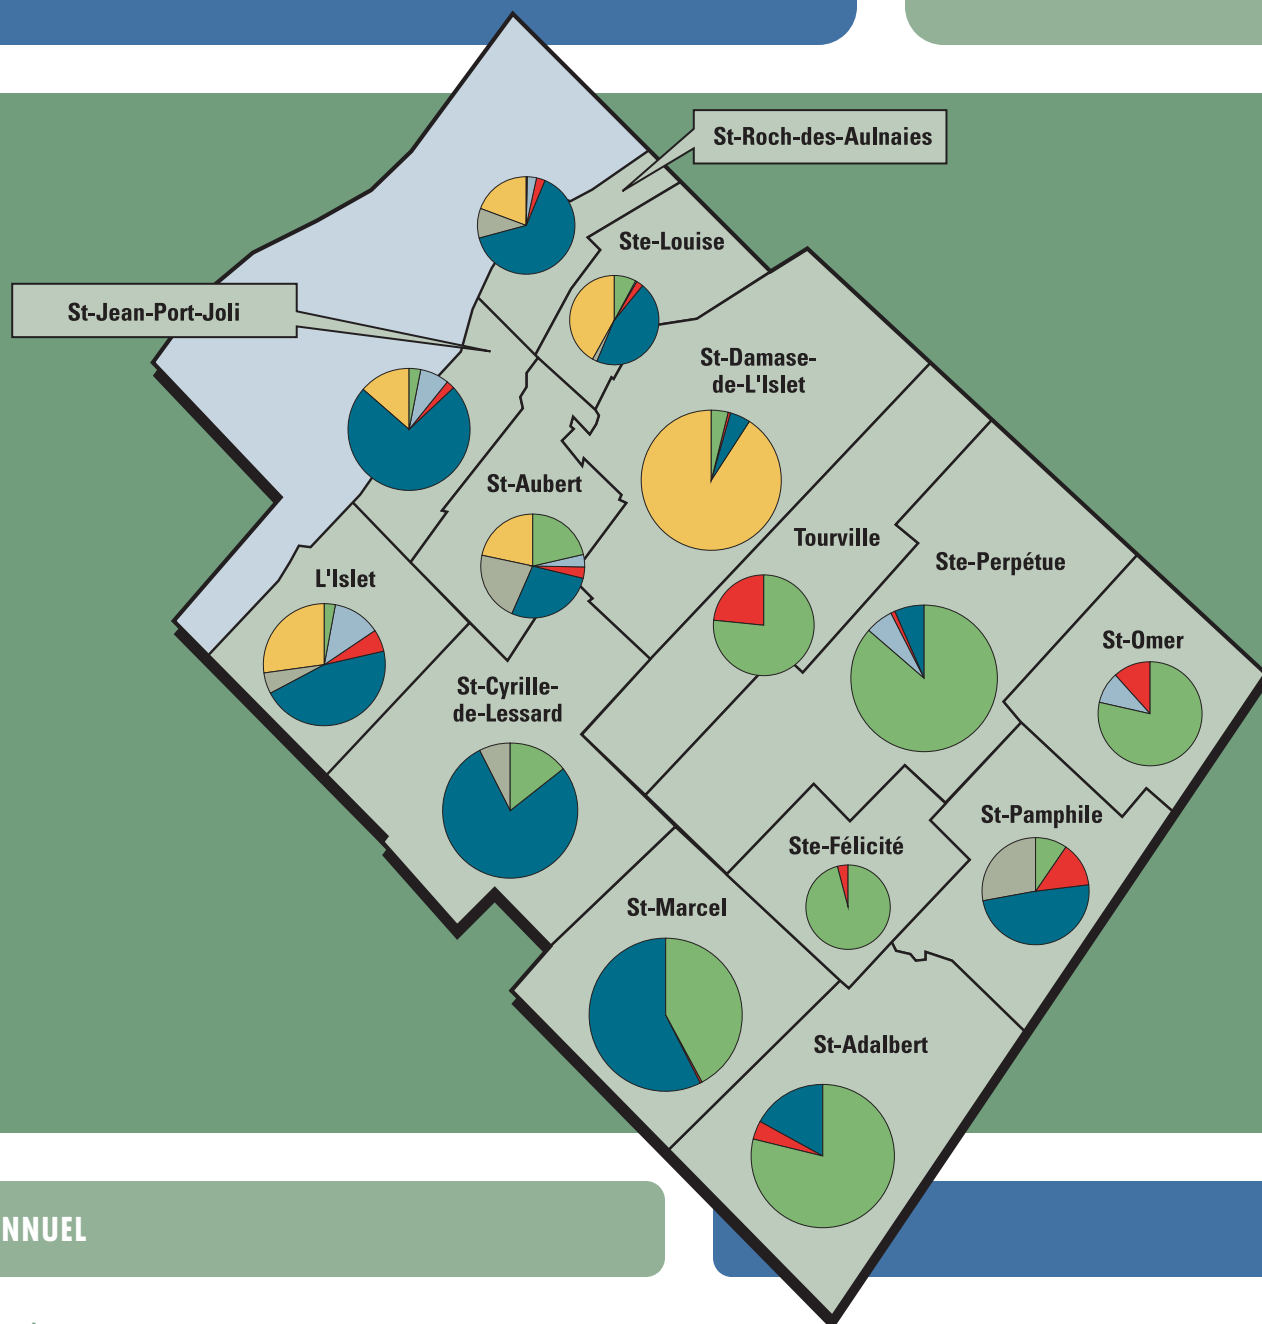 St-Roch-des-Aulnaies
Ste-Louise
St-Jean-Port-Joli
St-Damase-
de-L'Islet
St-Aubert
Tourville
Ste-Perpétue
L'Islet
St-Omer
St-Cyrille-
de-Lessard
St-Pamphile
Ste-Félicité
St-Marcel
St-Adalbert
NNUEL